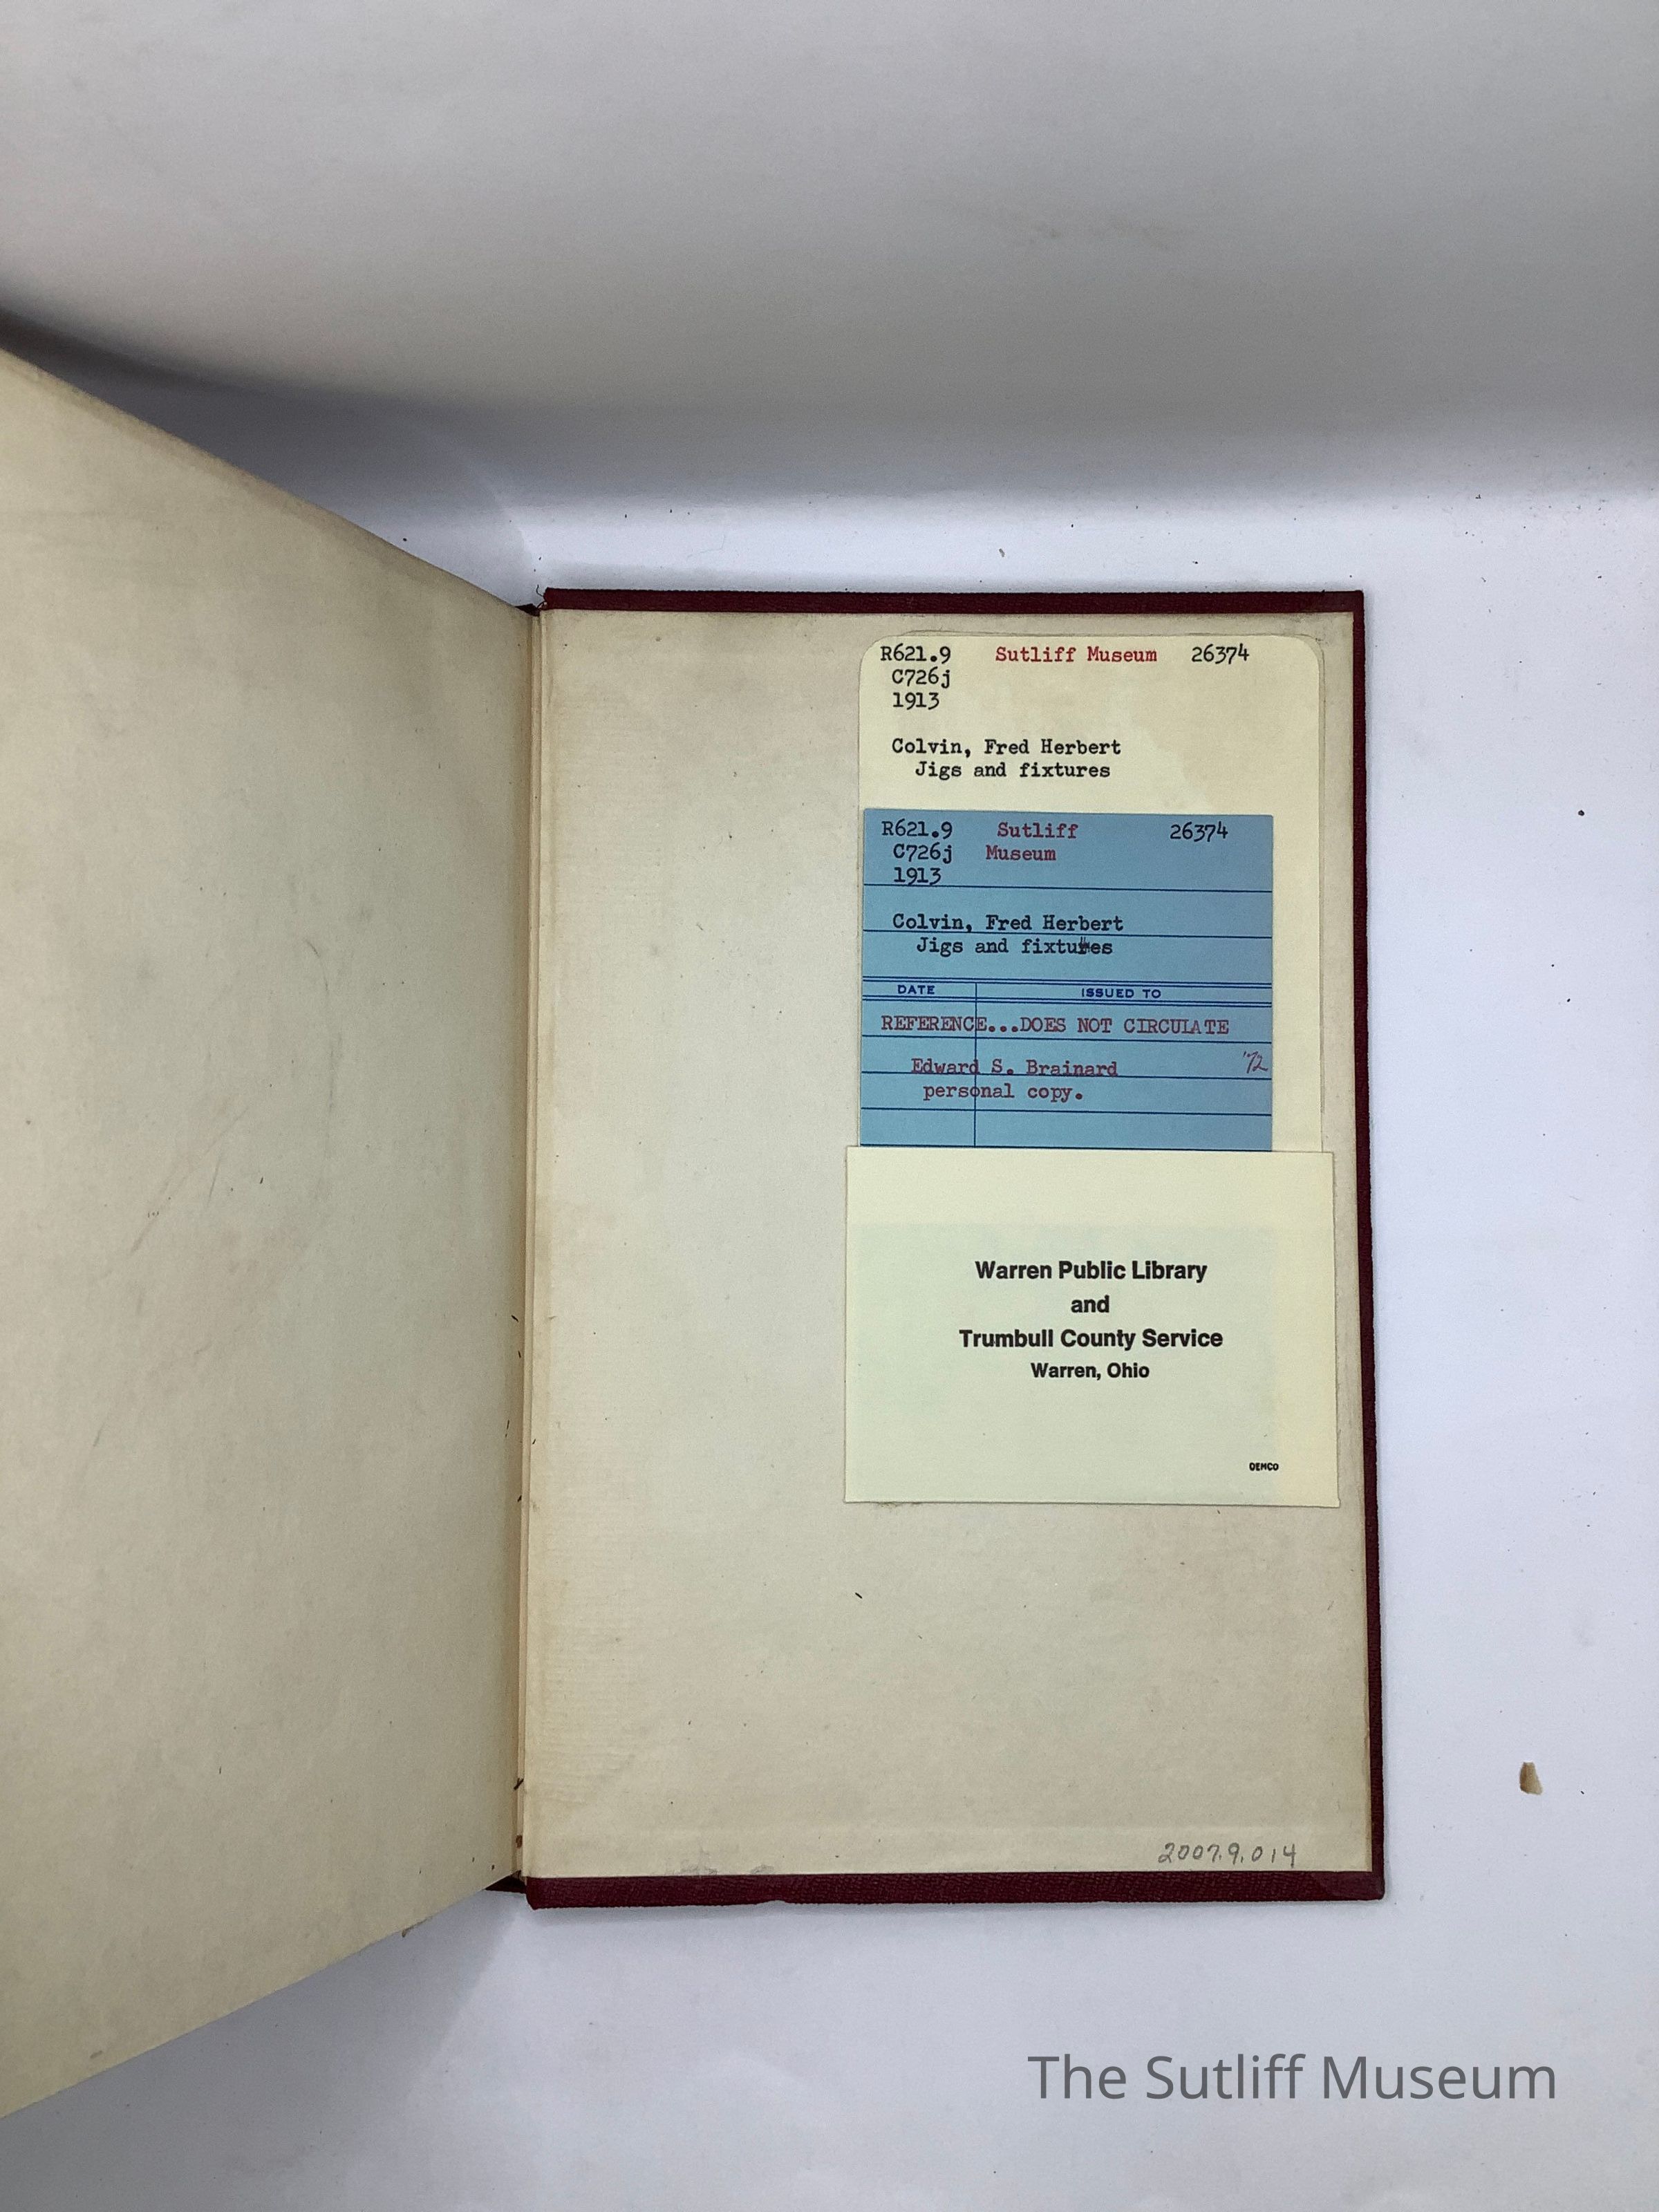 R621.9 Sutliff Museum 26374
C726j
1913
Colvin, Fred Herbert
Jigs and fixtures
R621.9 Sutliff 26374
C726j Museum
1913
Colvin, Fred Herbert
Jigs and fixtures
DATE ISSUED TO
REFERENCE...DOES NOT CIRCULATE
Edward S. Brainard '72
personal copy.
Warren Public Library
and
Trumbull County Service
Warren, Ohio
DEMCO
2007.9.014
The Sutliff Museum